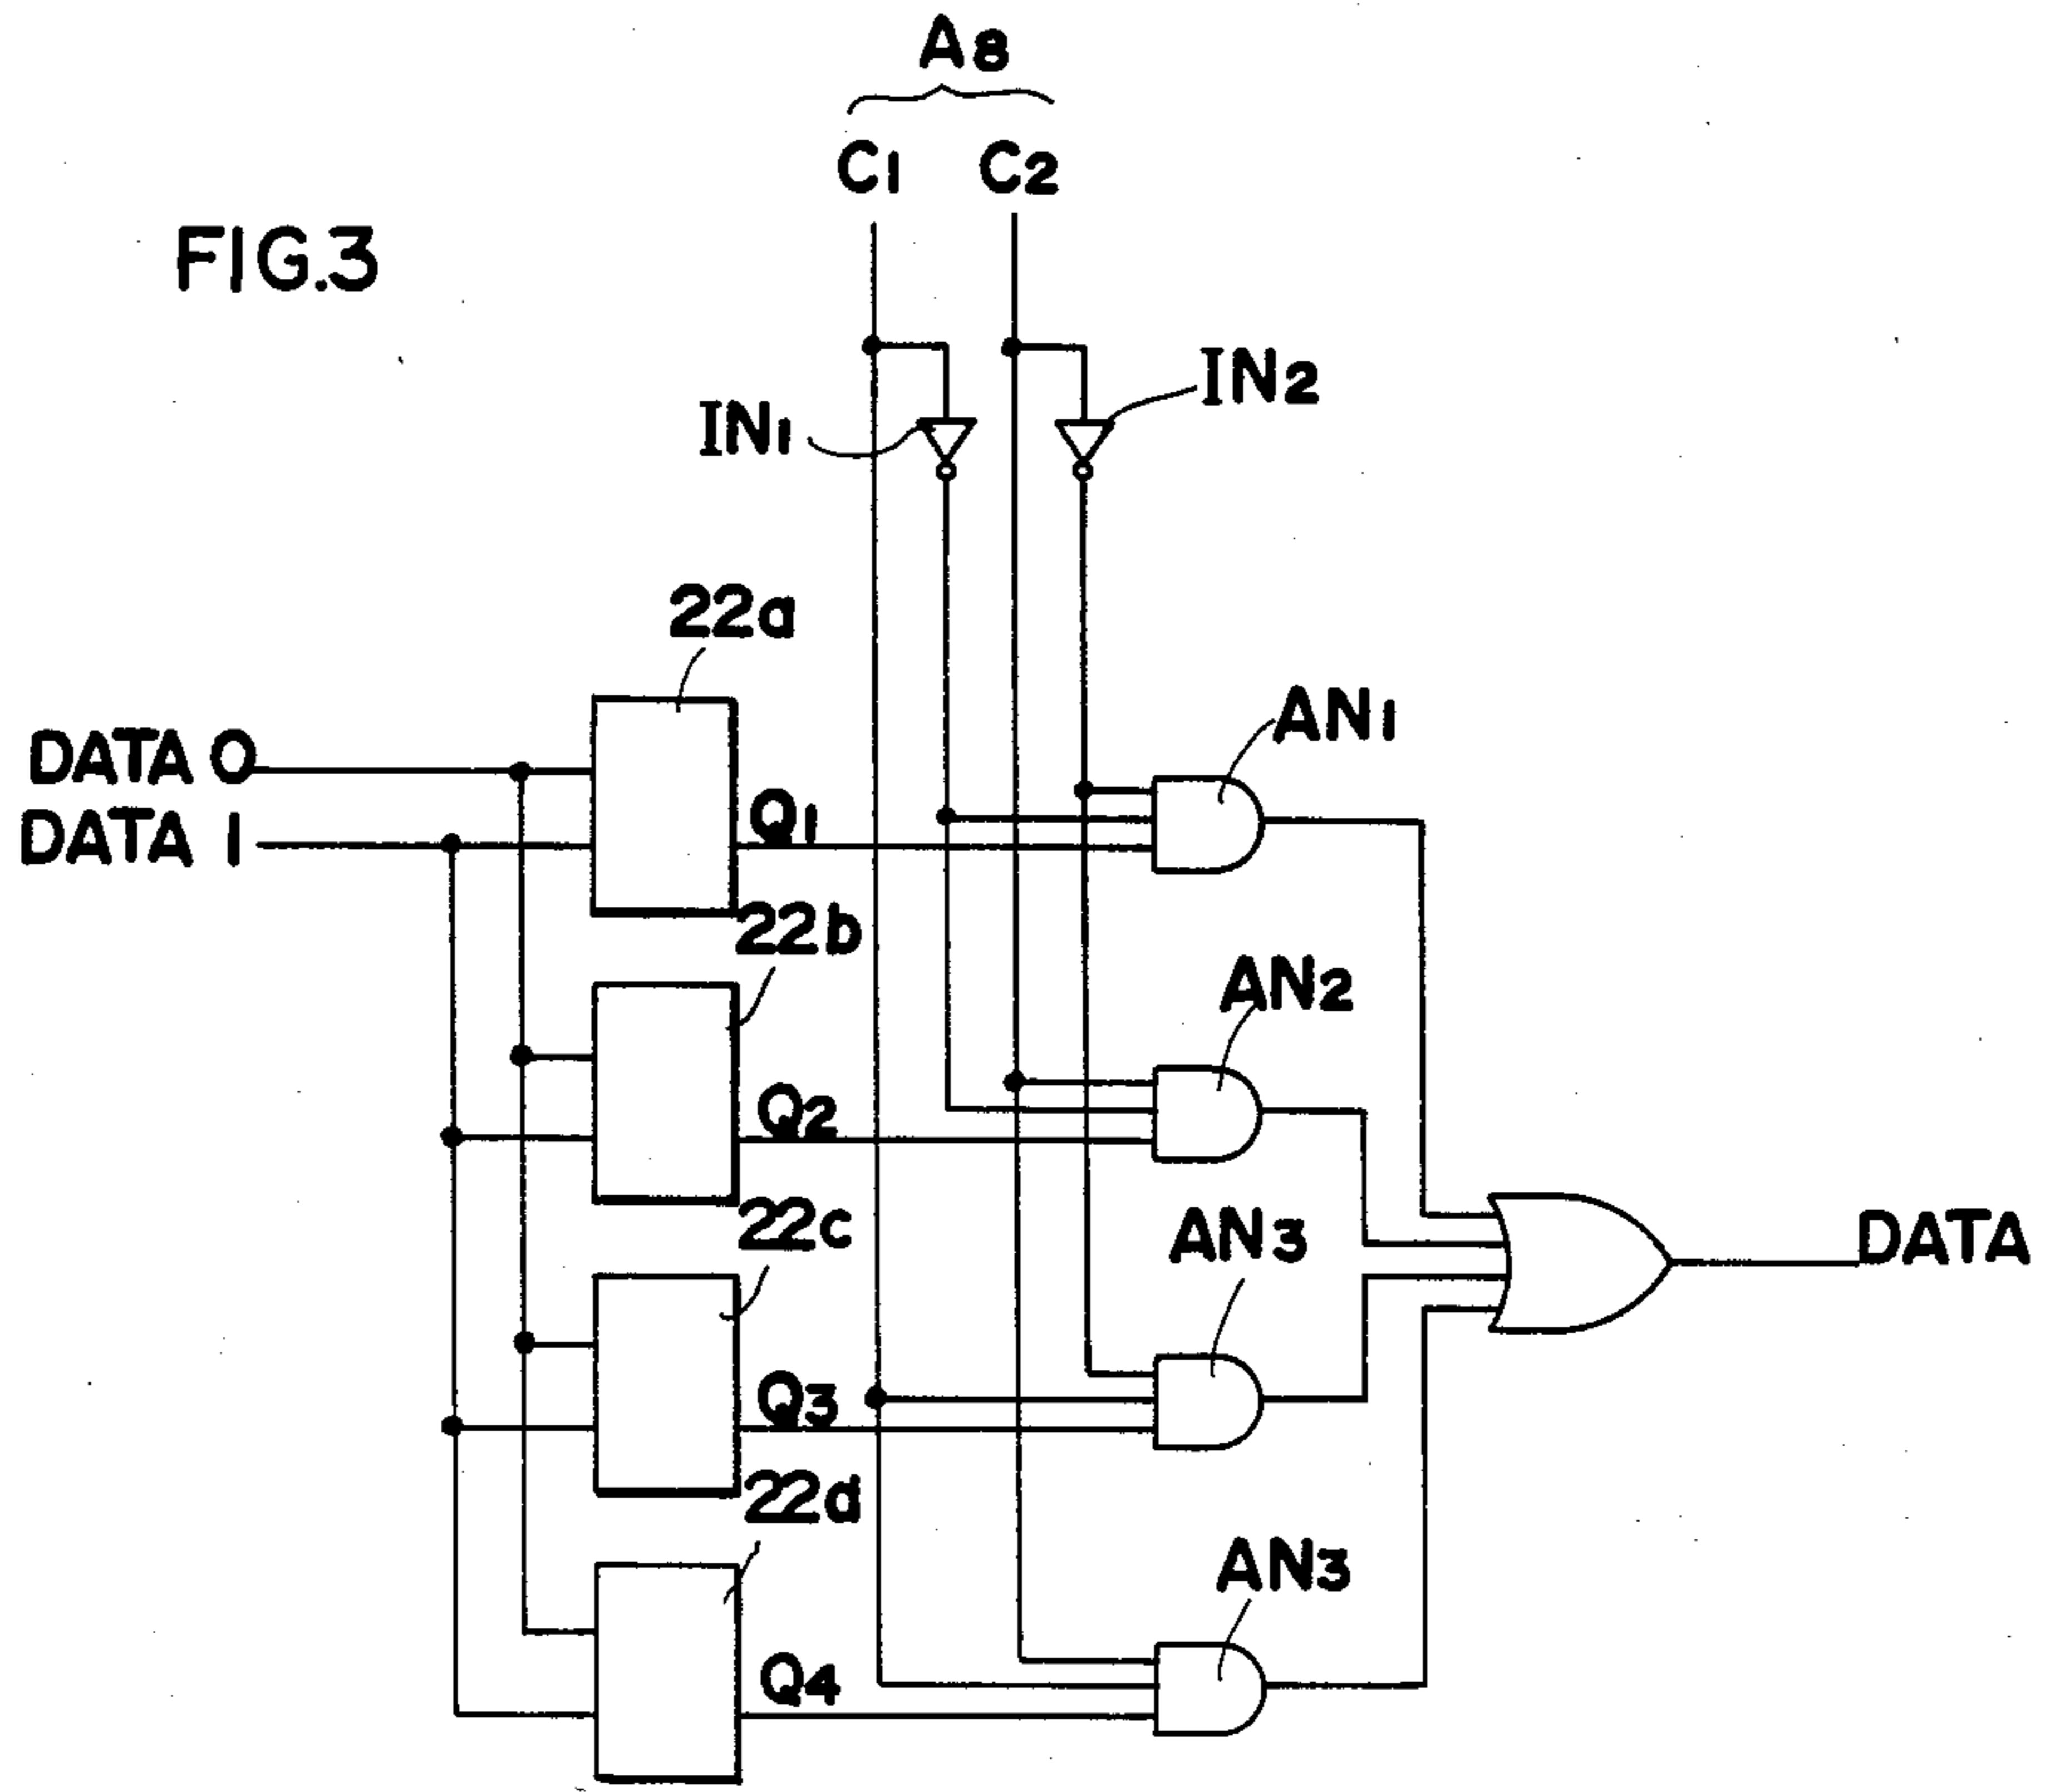 A8
C1 C2
FIG.3
IN1
IN2
22a
AN1
DATA 0
DATA 1
Q1
22b
AN2
Q2
22c
AN3
DATA
Q3
22d
AN3
Q4